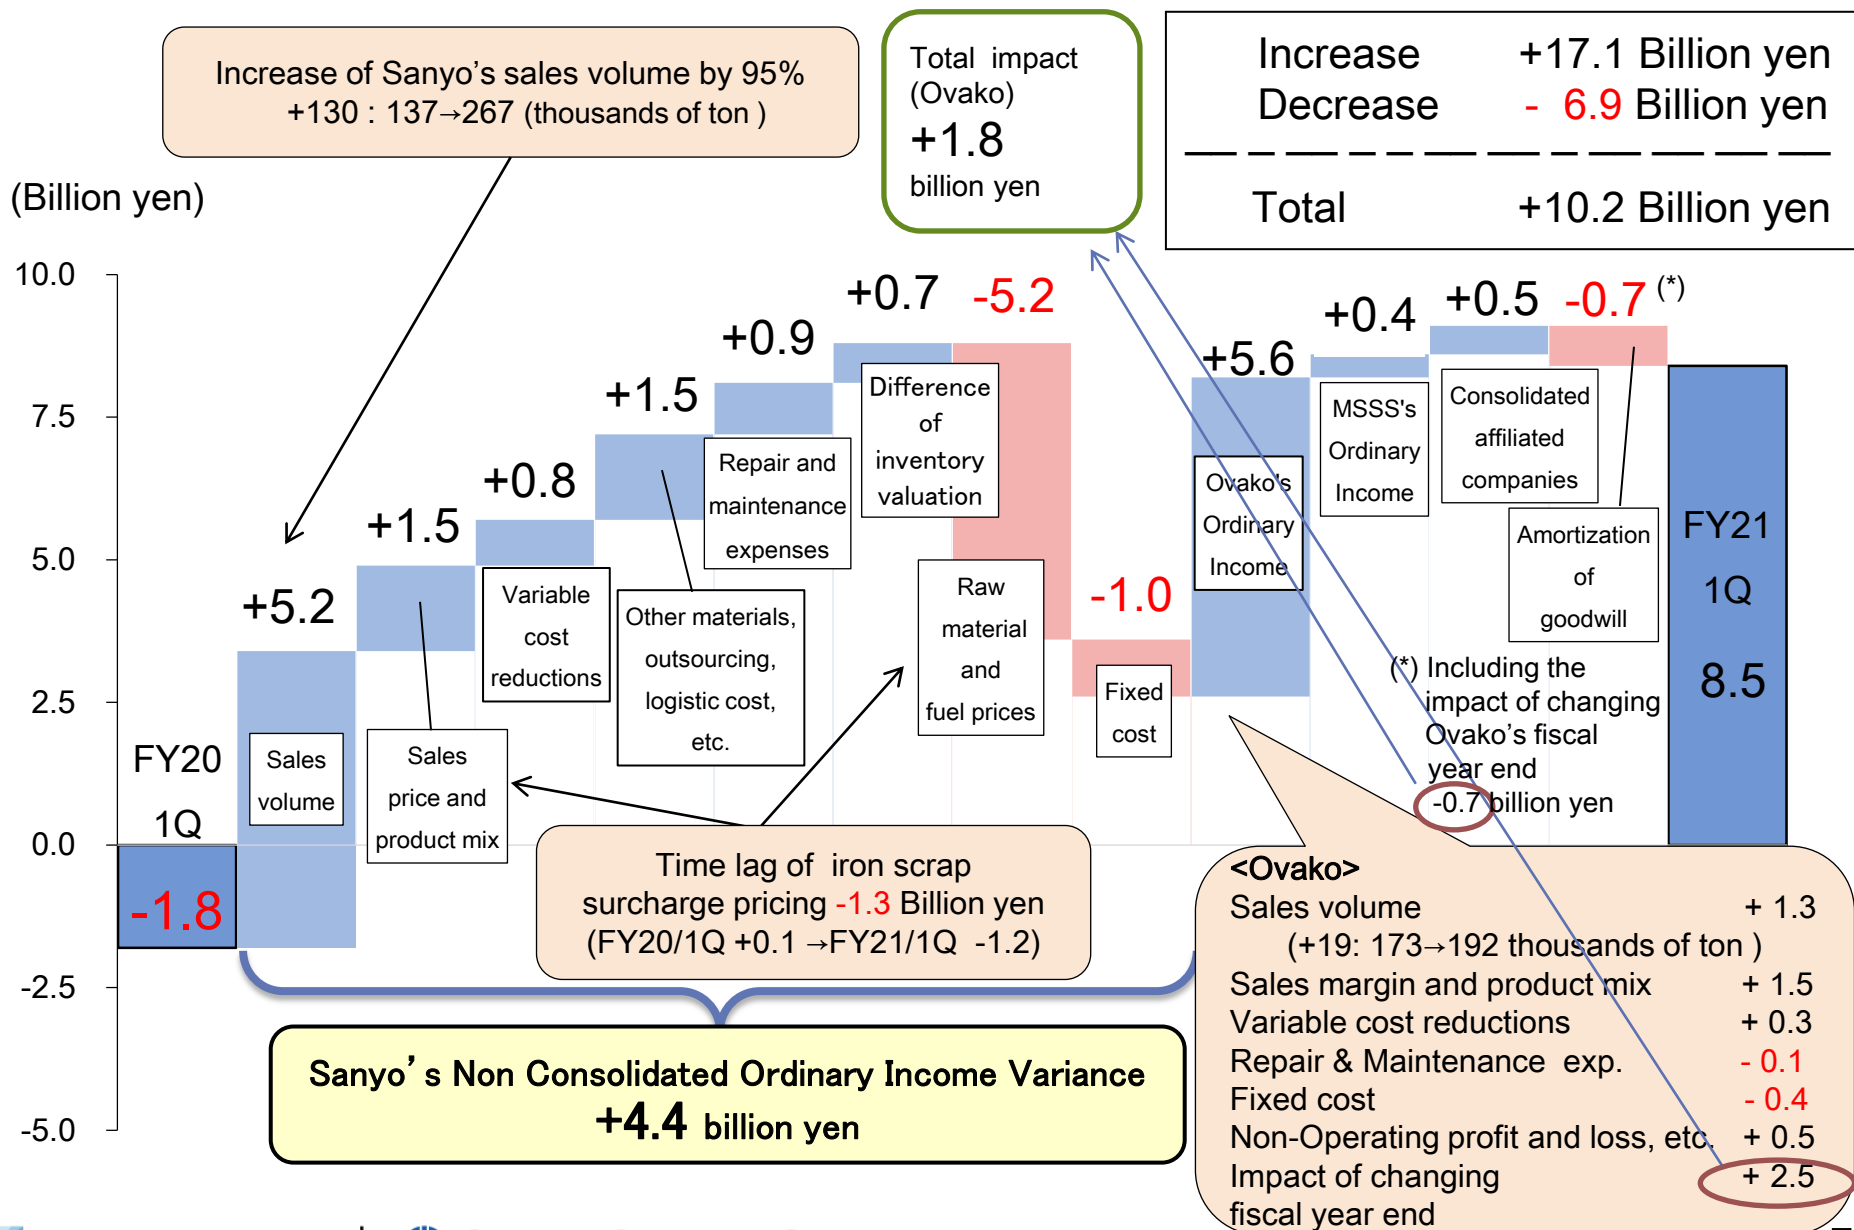 Increase of Sanyo’s sales volume by 95%
+130 : 137→267 (thousands of ton )
Total impact
(Ovako)
+1.8
billion yen
Increase +17.1 Billion yen
Decrease - 6.9 Billion yen
Total +10.2 Billion yen
(Billion yen)
10.0
7.5
5.0
2.5
0.0
-2.5
-5.0
FY20
1Q
-1.8
+5.2
Sales
volume
+1.5
Sales
price and
product mix
+0.8
Variable
cost
reductions
+1.5
Other materials,
outsourcing,
logistic cost,
etc.
+0.9
Repair and
maintenance
expenses
+0.7
Difference
of
inventory
valuation
-5.2
Raw
material
and
fuel prices
-1.0
Fixed
cost
+5.6
Ovako's
Ordinary
Income
+0.4
MSSS's
Ordinary
Income
+0.5
Consolidated
affiliated
companies
-0.7 (*)
Amortization
of
goodwill
FY21
1Q
8.5
(*) Including the
impact of changing
Ovako’s fiscal
year end
-0.7 billion yen
Time lag of iron scrap
surcharge pricing -1.3 Billion yen
(FY20/1Q +0.1 →FY21/1Q -1.2)
Sanyo’s Non Consolidated Ordinary Income Variance
+4.4 billion yen
<Ovako>
Sales volume + 1.3
(+19: 173→192 thousands of ton )
Sales margin and product mix + 1.5
Variable cost reductions + 0.3
Repair & Maintenance exp. - 0.1
Fixed cost - 0.4
Non-Operating profit and loss, etc. + 0.5
Impact of changing + 2.5
fiscal year end